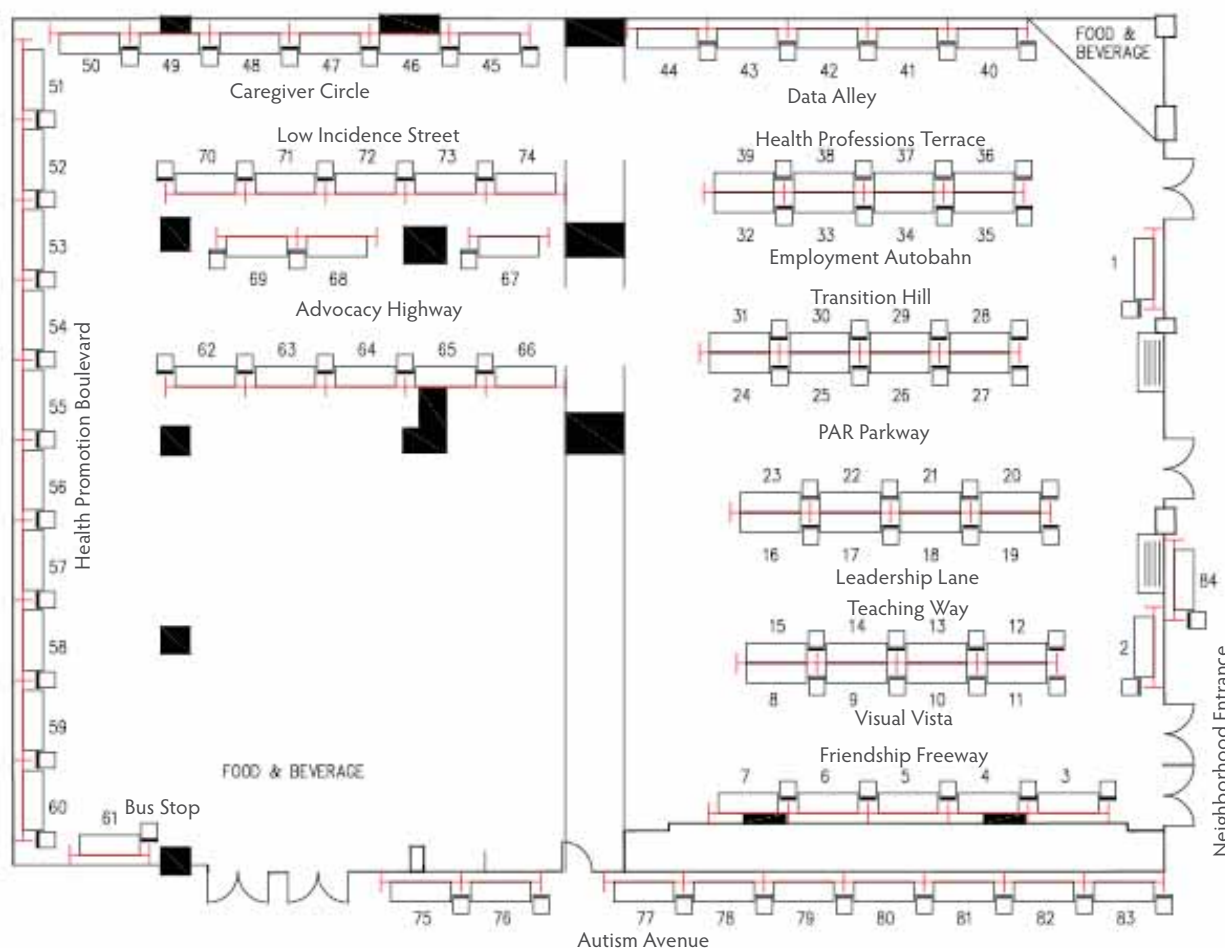 FOOD &
BEVERAGE
50 49 48 47 46 45
44 43 42 41 40
Caregiver Circle
Data Alley
Low Incidence Street
Health Professions Terrace
70 71 72 73 74
39 38 37 36
69 68 67
32 33 34 35
Employment Autobahn
1
Advocacy Highway
Transition Hill
31 30 29 28
62 63 64 65 66
24 25 26 27
PAR Parkway
23 22 21 20
16 17 18 19
Leadership Lane
Teaching Way
15 14 13 12
8 9 10 11
Visual Vista
Friendship Freeway
7 6 5 4 3
84
2
Neighborhood Entrance
51
52
53
54
55
56
57
58
59
60
Health Promotion Boulevard
FOOD & BEVERAGE
Bus Stop
61
75 76
77 78 79 80 81 82 83
Autism Avenue